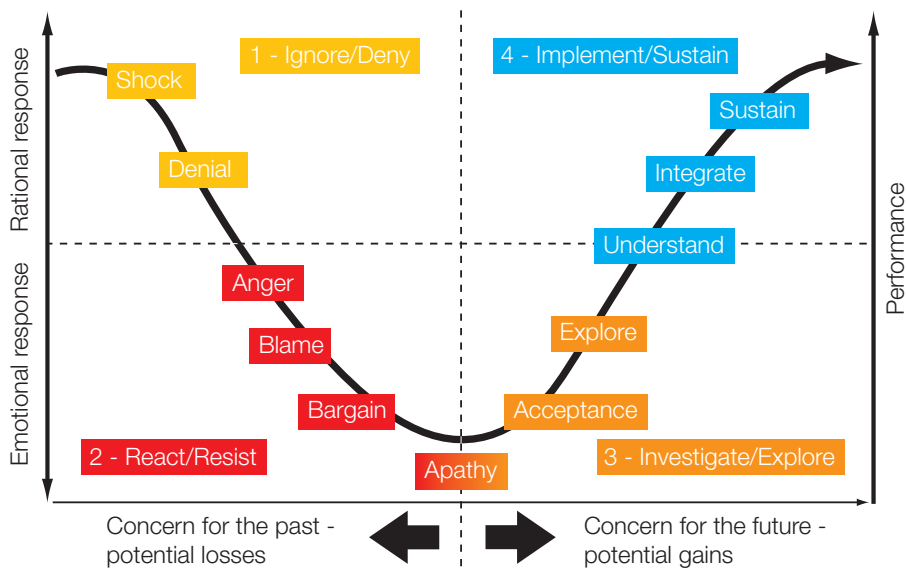 1 - Ignore/Deny
4 - Implement/Sustain
Shock
Sustain
Denial
Integrate
Understand
Anger
Explore
Blame
Bargain
Acceptance
2 - React/Resist
Apathy
3 - Investigate/Explore
Rational response
Emotional response
Performance
Concern for the past -
potential losses
Concern for the future -
potential gains